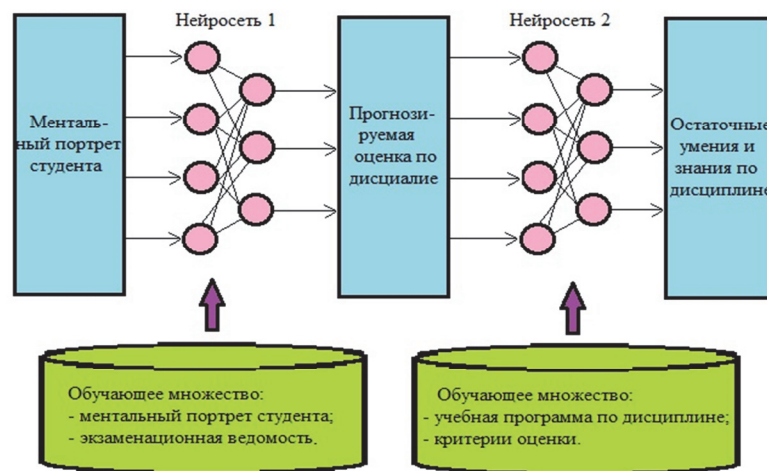 Нейросеть 1
Нейросеть 2
Менталь-
ный портрет
студента
Прогнози-
руемая
оценка по
дисциалие
Остаточные
умения и
знания по
дисциплине
Обучающее множество:
- ментальный портрет студента;
- экзаменационная ведомость.
Обучающее множество:
- учебная программа по дисциплине;
- критерии оценки.